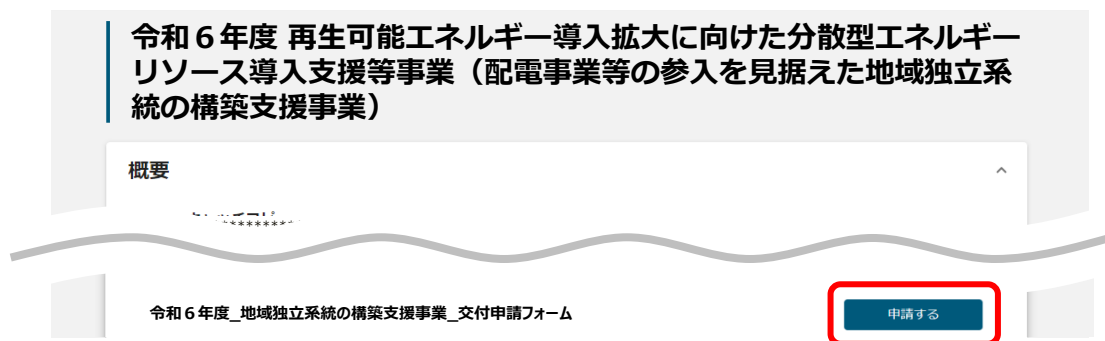 令和６年度 再生可能エネルギー導入拡大に向けた分散型エネルギー
リソース導入支援等事業（配電事業等の参入を見据えた地域独立系
統の構築支援事業）
概要
令和６年度_地域独立系統の構築支援事業_交付申請フォーム
申請する